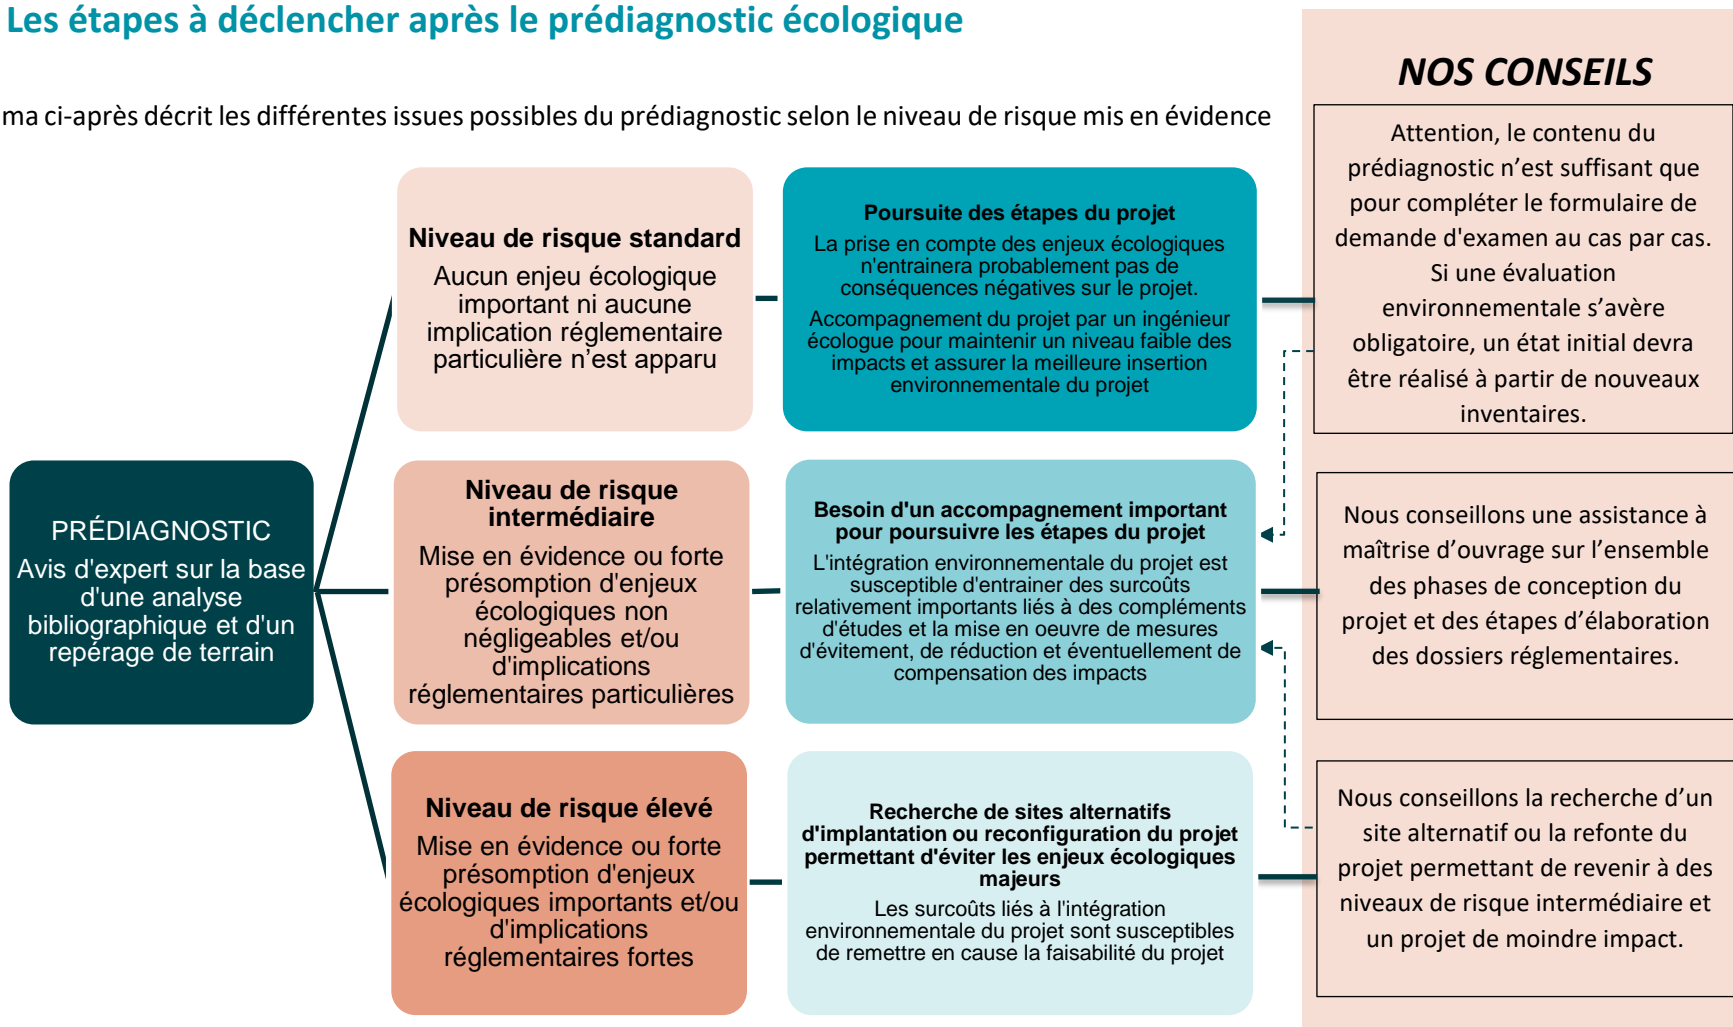 Les étapes à déclencher après le prédiagnostic écologique
ma ci-après décrit les différentes issues possibles du prédiagnostic selon le niveau de risque mis en évidence
PRÉDIAGNOSTIC
Avis d'expert sur la base
d'une analyse
bibliographique et d'un
repérage de terrain
Niveau de risque standard
Aucun enjeu écologique
important ni aucune
implication réglementaire
particulière n’est apparu
Poursuite des étapes du projet
La prise en compte des enjeux écologiques
n'entrainera probablement pas de
conséquences négatives sur le projet.
Accompagnement du projet par un ingénieur
écologue pour maintenir un niveau faible des
impacts et assurer la meilleure insertion
environnementale du projet
NOS CONSEILS
Attention, le contenu du
prédiagnostic n’est suffisant que
pour compléter le formulaire de
demande d'examen au cas par cas.
Si une évaluation
environnementale s’avère
obligatoire, un état initial devra
être réalisé à partir de nouveaux
inventaires.
Niveau de risque
intermédiaire
Mise en évidence ou forte
présomption d'enjeux
écologiques non
négligeables et/ou
d'implications
réglementaires particulières
Besoin d'un accompagnement important
pour poursuivre les étapes du projet
L'intégration environnementale du projet est
susceptible d'entrainer des surcoûts
relativement importants liés à des compléments
d'études et la mise en oeuvre de mesures
d'évitement, de réduction et éventuellement de
compensation des impacts
Nous conseillons une assistance à
maîtrise d’ouvrage sur l’ensemble
des phases de conception du
projet et des étapes d’élaboration
des dossiers réglementaires.
Niveau de risque élevé
Mise en évidence ou forte
présomption d'enjeux
écologiques importants et/ou
d'implications
réglementaires fortes
Recherche de sites alternatifs
d'implantation ou reconfiguration du projet
permettant d'éviter les enjeux écologiques
majeurs
Les surcoûts liés à l'intégration
environnementale du projet sont susceptibles
de remettre en cause la faisabilité du projet
Nous conseillons la recherche d’un
site alternatif ou la refonte du
projet permettant de revenir à des
niveaux de risque intermédiaire et
un projet de moindre impact.